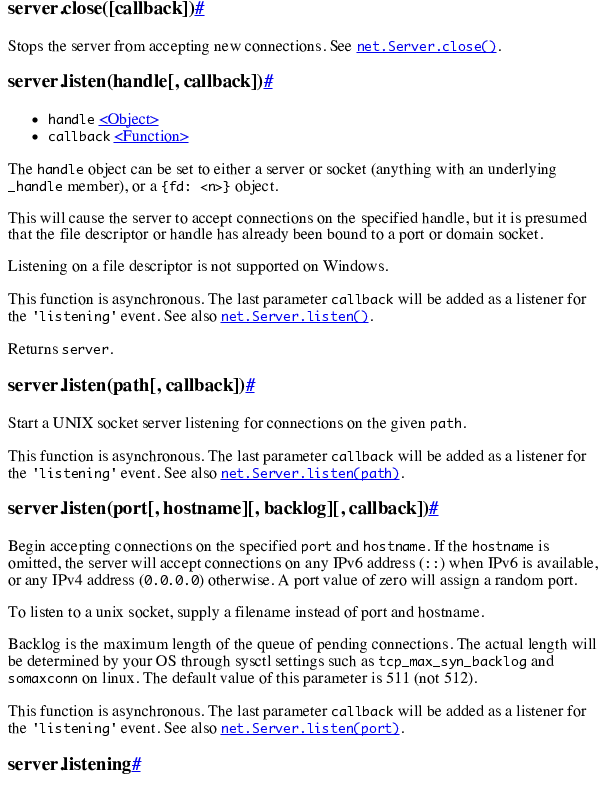 server.close([callback])#
Stops the server from accepting new connections. See net.Server.close().
server.listen(handle[, callback])#
• handle <Object>
• callback <Function>
The handle object can be set to either a server or socket (anything with an underlying
_handle member), or a {fd: <n>} object.
This will cause the server to accept connections on the specified handle, but it is presumed
that the file descriptor or handle has already been bound to a port or domain socket.
Listening on a file descriptor is not supported on Windows.
This function is asynchronous. The last parameter callback will be added as a listener for
the 'listening' event. See also net.Server.listen().
Returns server.
server.listen(path[, callback])#
Start a UNIX socket server listening for connections on the given path.
This function is asynchronous. The last parameter callback will be added as a listener for
the 'listening' event. See also net.Server.listen(path).
server.listen(port[, hostname][, backlog][, callback])#
Begin accepting connections on the specified port and hostname. If the hostname is
omitted, the server will accept connections on any IPv6 address (::) when IPv6 is available,
or any IPv4 address (0.0.0.0) otherwise. A port value of zero will assign a random port.
To listen to a unix socket, supply a filename instead of port and hostname.
Backlog is the maximum length of the queue of pending connections. The actual length will
be determined by your OS through sysctl settings such as tcp_max_syn_backlog and
somaxconn on linux. The default value of this parameter is 511 (not 512).
This function is asynchronous. The last parameter callback will be added as a listener for
the 'listening' event. See also net.Server.listen(port).
server.listening#